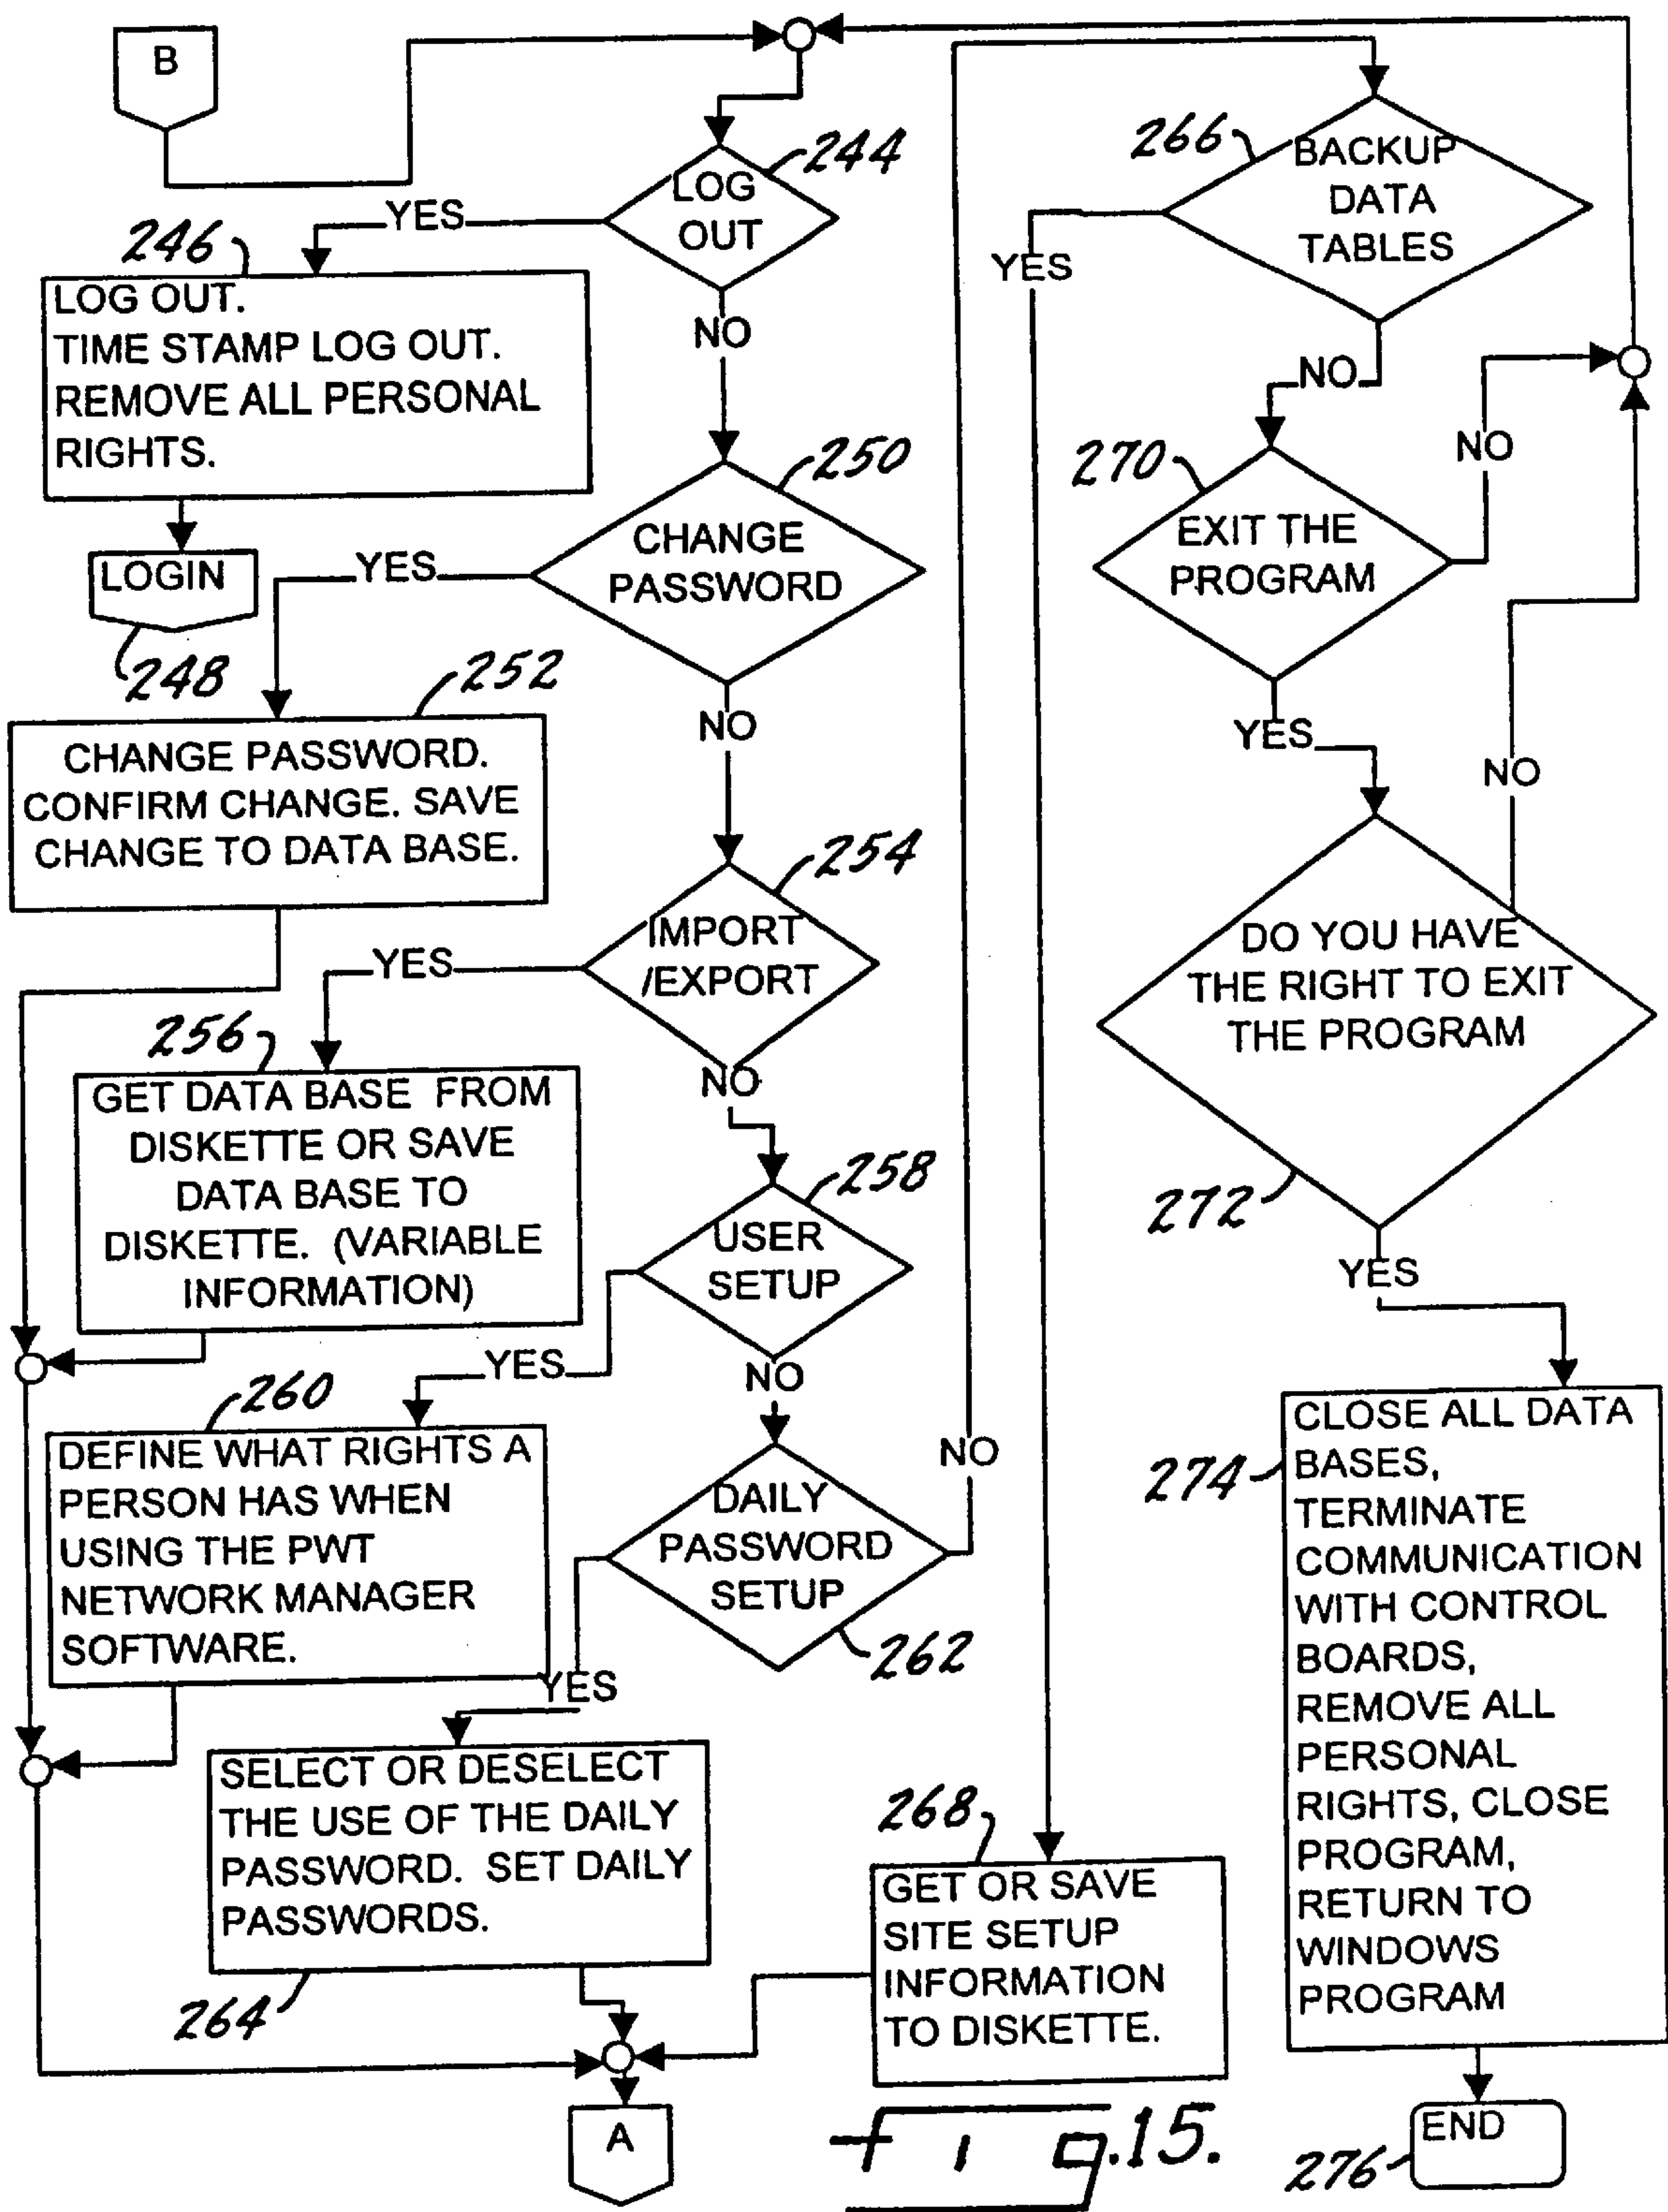 B
244
LOG
OUT
YES
NO
246
LOG OUT.
TIME STAMP LOG OUT.
REMOVE ALL PERSONAL
RIGHTS.
LOGIN
248
250
CHANGE
PASSWORD
YES
NO
252
CHANGE PASSWORD.
CONFIRM CHANGE. SAVE
CHANGE TO DATA BASE.
254
IMPORT
/EXPORT
YES
NO
256
GET DATA BASE FROM
DISKETTE OR SAVE
DATA BASE TO
DISKETTE. (VARIABLE
INFORMATION)
258
USER
SETUP
YES
NO
260
DEFINE WHAT RIGHTS A
PERSON HAS WHEN
USING THE PWT
NETWORK MANAGER
SOFTWARE.
DAILY
PASSWORD
SETUP
262
YES
NO
SELECT OR DESELECT
THE USE OF THE DAILY
PASSWORD. SET DAILY
PASSWORDS.
264
A
266
BACKUP
DATA
TABLES
YES
NO
268
GET OR SAVE
SITE SETUP
INFORMATION
TO DISKETTE.
270
EXIT THE
PROGRAM
NO
YES
DO YOU HAVE
THE RIGHT TO EXIT
THE PROGRAM
272
NO
YES
274
CLOSE ALL DATA
BASES,
TERMINATE
COMMUNICATION
WITH CONTROL
BOARDS,
REMOVE ALL
PERSONAL
RIGHTS, CLOSE
PROGRAM,
RETURN TO
WINDOWS
PROGRAM
END
276
Fig.15.